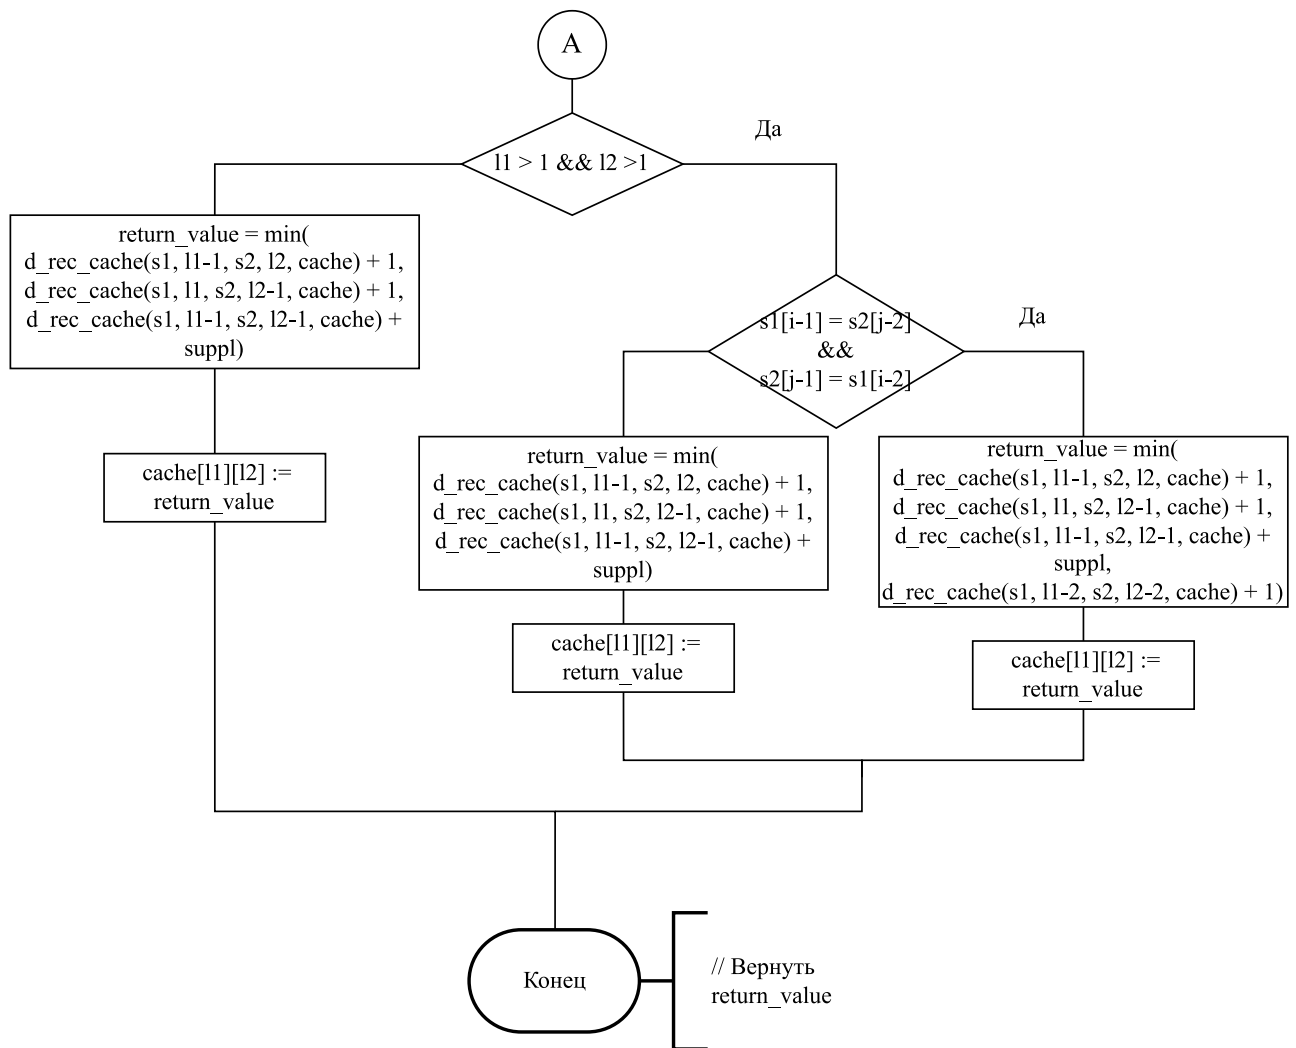 A
Да
l1 > 1 && l2 >1
return_value = min(
d_rec_cache(s1, l1-1, s2, l2, cache) + 1,
d_rec_cache(s1, l1, s2, l2-1, cache) + 1,
d_rec_cache(s1, l1-1, s2, l2-1, cache) +
suppl)
Да
s1[i-1] = s2[j-2]
&&
s2[j-1] = s1[i-2]
cache[l1][l2] :=
return_value
return_value = min(
d_rec_cache(s1, l1-1, s2, l2, cache) + 1,
d_rec_cache(s1, l1, s2, l2-1, cache) + 1,
d_rec_cache(s1, l1-1, s2, l2-1, cache) +
suppl)
return_value = min(
d_rec_cache(s1, l1-1, s2, l2, cache) + 1,
d_rec_cache(s1, l1, s2, l2-1, cache) + 1,
d_rec_cache(s1, l1-1, s2, l2-1, cache) +
suppl,
d_rec_cache(s1, l1-2, s2, l2-2, cache) + 1)
cache[l1][l2] :=
return_value
cache[l1][l2] :=
return_value
Конец
// Вернуть
return_value